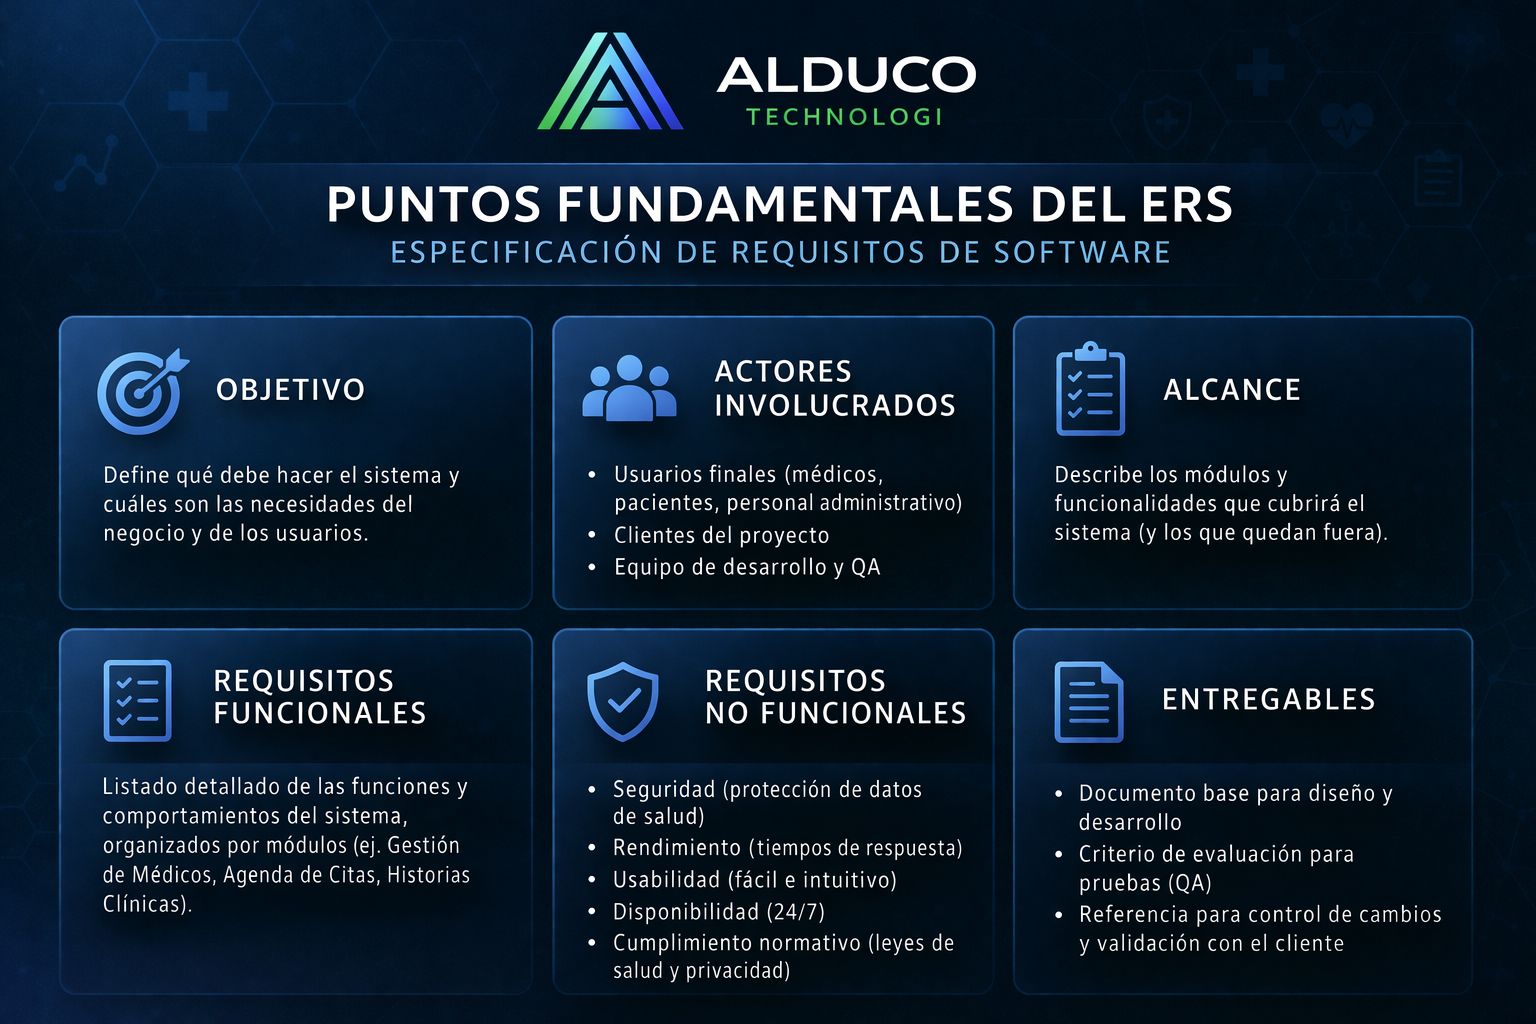 ALDUCO
TECHNOLOGI
PUNTOS FUNDAMENTALES DEL ERS
ESPECIFICACIÓN DE REQUISITOS DE SOFTWARE
OBJETIVO
Define qué debe hacer el sistema y
cuáles son las necesidades del
negocio y de los usuarios.
ACTORES
INVOLUCRADOS
• Usuarios finales (médicos,
pacientes, personal administrativo)
• Clientes del proyecto
• Equipo de desarrollo y QA
ALCANCE
Describe los módulos y
funcionalidades que cubrirá el
sistema (y los que quedan fuera).
REQUISITOS
FUNCIONALES
Listado detallado de las funciones y
comportamientos del sistema,
organizados por módulos (ej. Gestión
de Médicos, Agenda de Citas, Historias
Clínicas).
REQUISITOS
NO FUNCIONALES
• Seguridad (protección de datos
de salud)
• Rendimiento (tiempos de respuesta)
• Usabilidad (fácil e intuitivo)
• Disponibilidad (24/7)
• Cumplimiento normativo (leyes de
salud y privacidad)
ENTREGABLES
• Documento base para diseño y
desarrollo
• Criterio de evaluación para
pruebas (QA)
• Referencia para control de cambios
y validación con el cliente